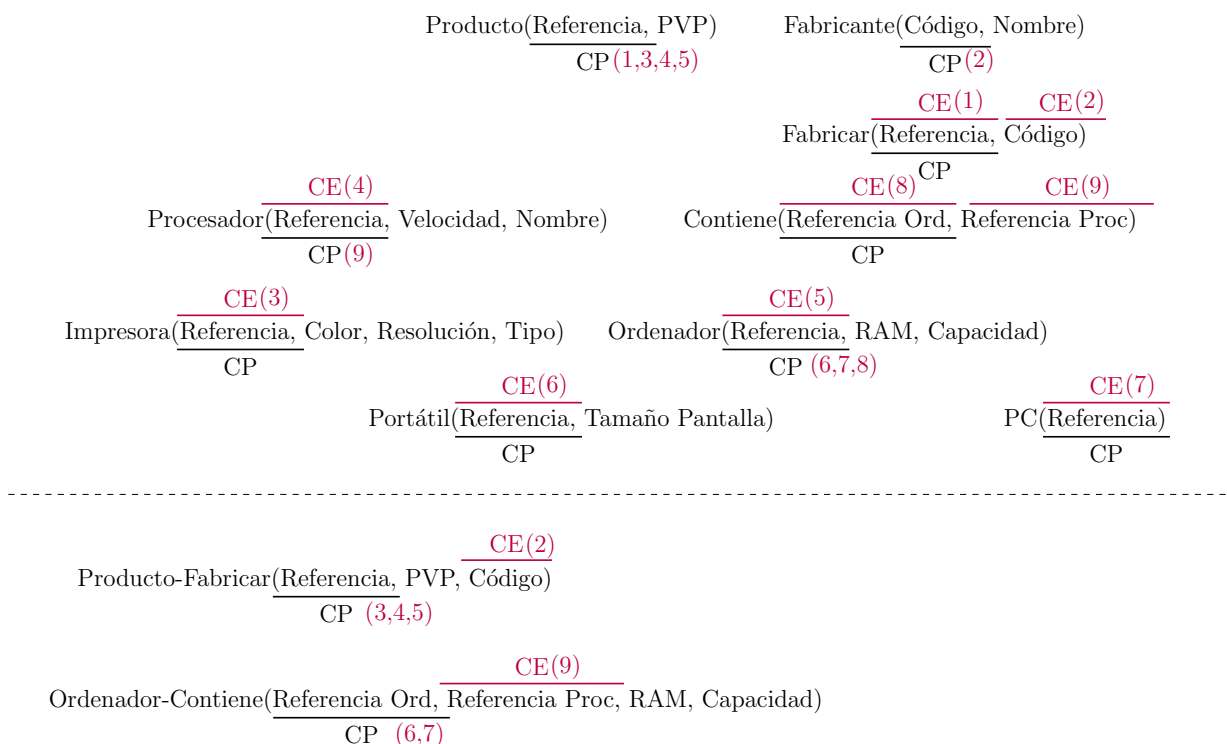 Producto(Referencia, PVP) Fabricante(Código, Nombre)
CP(1,3,4,5) CP(2)
CE(1) CE(2)
Fabricar(Referencia, Código)
CP
CE(4) CE(8) CE(9)
Procesador(Referencia, Velocidad, Nombre) Contiene(Referencia Ord, Referencia Proc)
CP(9) CP
CE(3) CE(5)
Impresora(Referencia, Color, Resolución, Tipo) Ordenador(Referencia, RAM, Capacidad)
CP CP (6,7,8)
CE(6) CE(7)
Portátil(Referencia, Tamaño Pantalla) PC(Referencia)
CP CP
CE(2)
Producto-Fabricar(Referencia, PVP, Código)
CP (3,4,5)
CE(9)
Ordenador-Contiene(Referencia Ord, Referencia Proc, RAM, Capacidad)
CP (6,7)